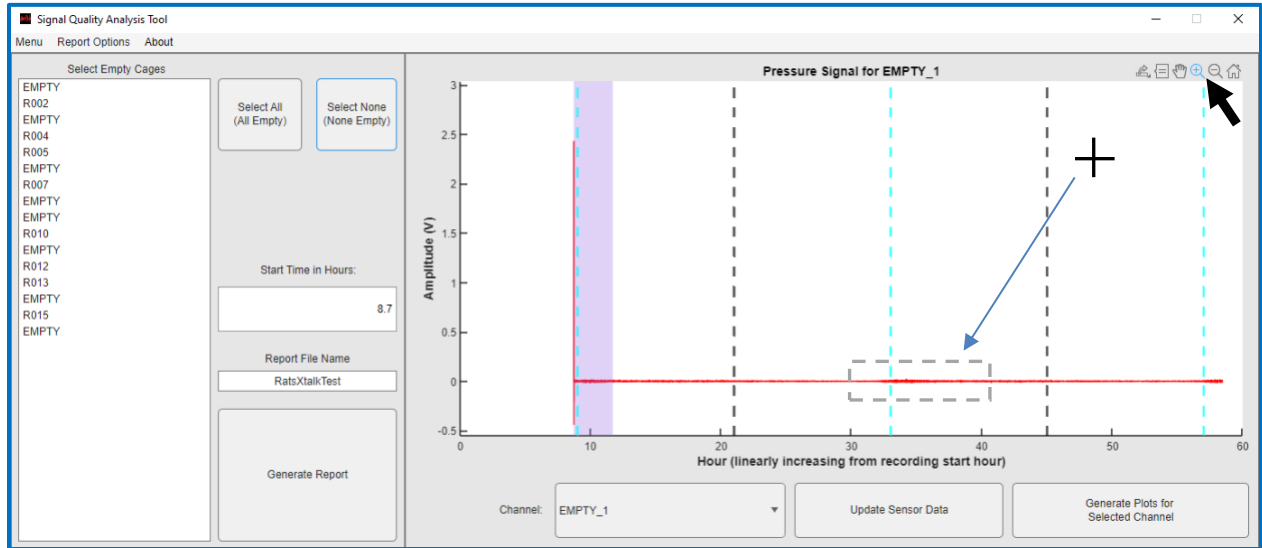 Signal Quality Analysis Tool
Menu Report Options About
Select Empty Cages
EMPTY
R002
EMPTY
R004
R005
EMPTY
R007
EMPTY
EMPTY
R010
EMPTY
R012
R013
EMPTY
R015
EMPTY
Select All
(All Empty)
Select None
(None Empty)
Start Time in Hours:
8.7
Report File Name
RatsXtalkTest
Generate Report
Pressure Signal for EMPTY_1
Amplitude (V)
3
2.5
2
1.5
1
0.5
0
-0.5
0 10 20 30 40 50 60
Hour (linearly increasing from recording start hour)
Channel: EMPTY_1
Update Sensor Data
Generate Plots for
Selected Channel